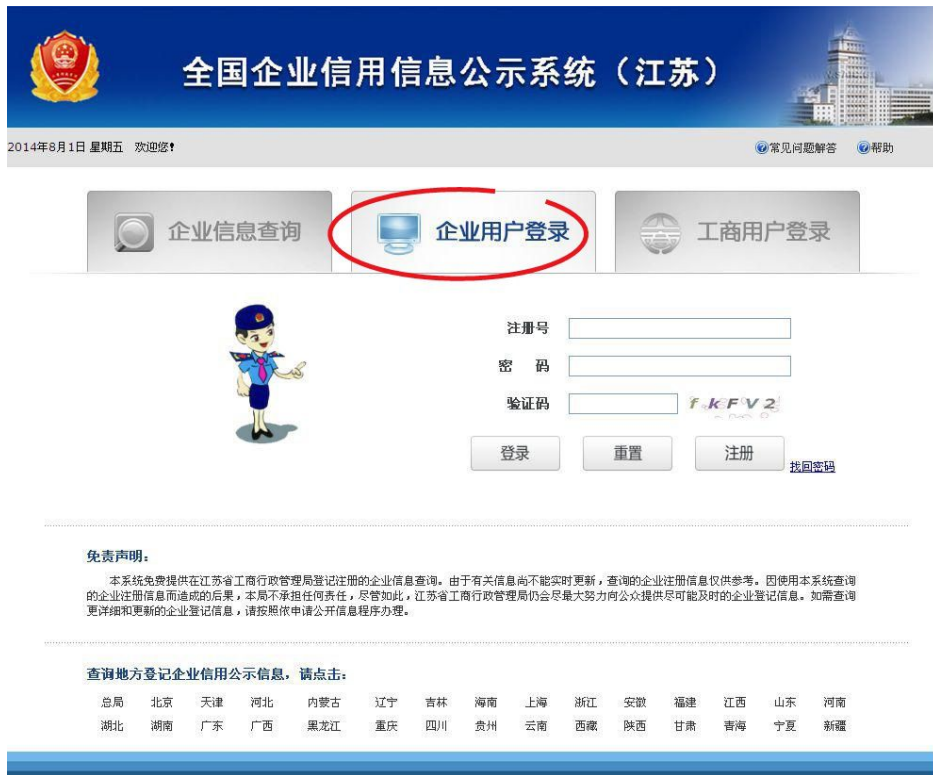 全国企业信用信息公示系统（江苏）
2014年8月1日 星期五 欢迎您!
常见问题解答 帮助
企业信息查询 企业用户登录 工商用户登录
注册号
密 码
验证码 f k F V 2
登录 重置 注册 找回密码
免责声明：
本系统免费提供在江苏省工商行政管理局登记注册的企业信息查询。由于有关信息尚不能实时更新，查询的企业注册信息仅供参考。因使用本系统查询
的企业注册信息而造成的后果，本局不承担任何责任，尽管如此，江苏省工商行政管理局仍会尽最大努力向公众提供尽可能及时的企业登记信息。如需查询
更详细和更新的企业登记信息，请按照依申请公开信息程序办理。
查询地方登记企业信用公示信息，请点击：
总局 北京 天津 河北 内蒙古 辽宁 吉林 海南 上海 浙江 安徽 福建 江西 山东 河南
湖北 湖南 广东 广西 黑龙江 重庆 四川 贵州 云南 西藏 陕西 甘肃 青海 宁夏 新疆